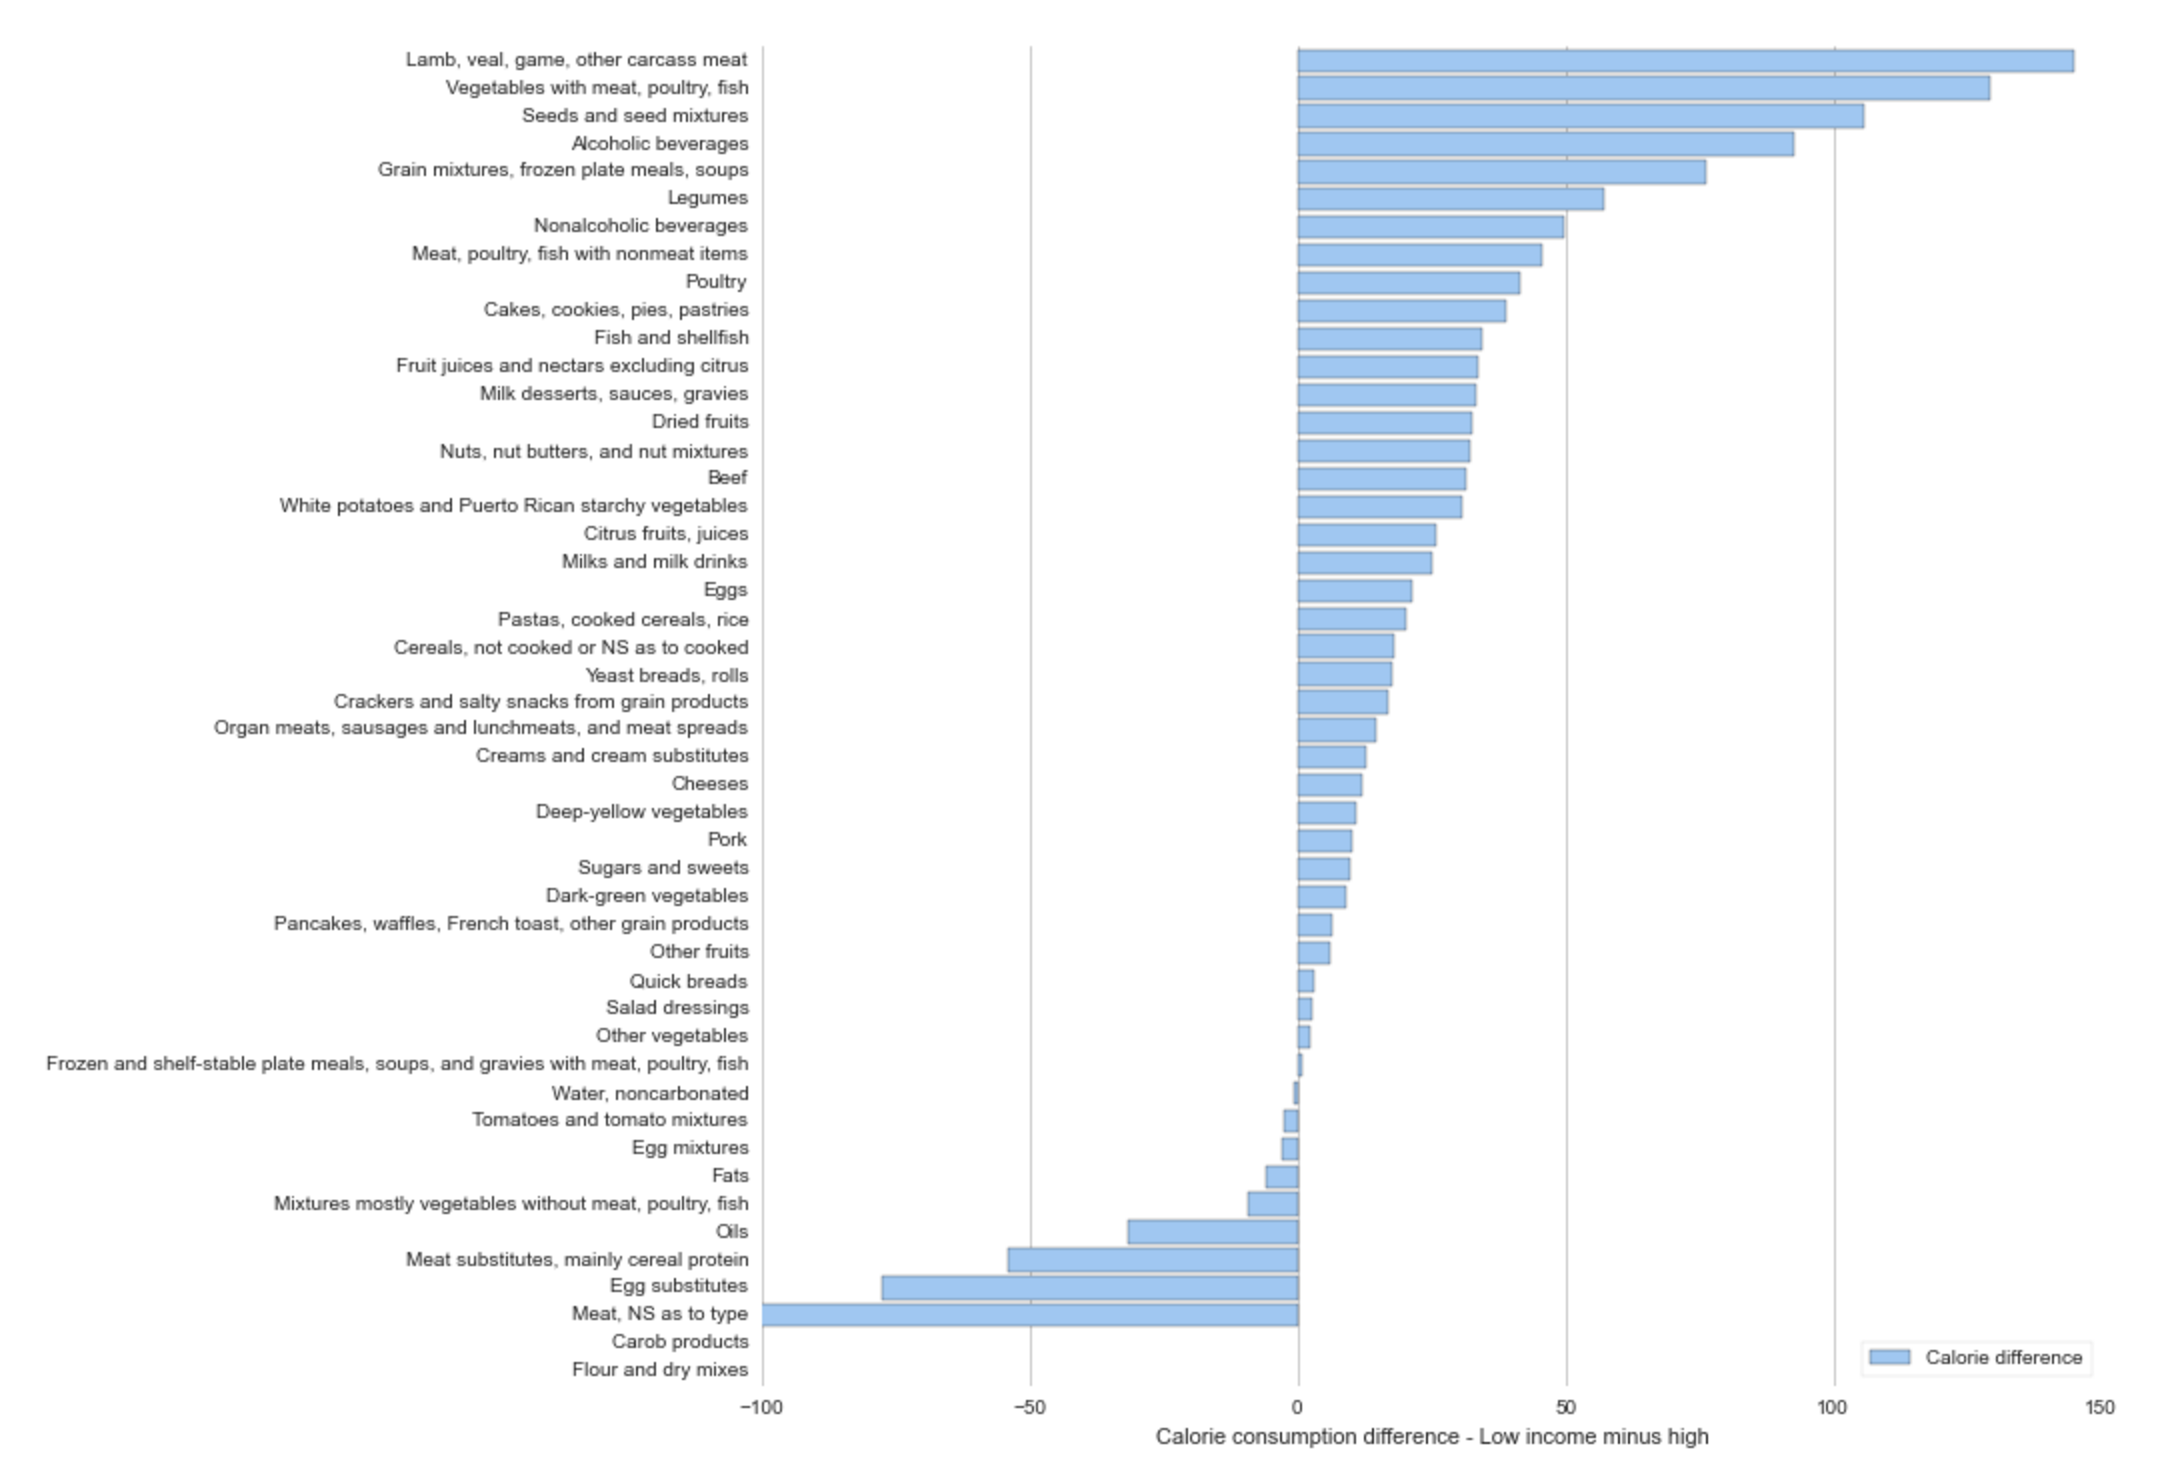 Lamb, veal, game, other carcass meat
Vegetables with meat, poultry, fish
Seeds and seed mixtures
Alcoholic beverages
Grain mixtures, frozen plate meals, soups
Legumes
Nonalcoholic beverages
Meat, poultry, fish with nonmeat items
Poultry
Cakes, cookies, pies, pastries
Fish and shellfish
Fruit juices and nectars excluding citrus
Milk desserts, sauces, gravies
Dried fruits
Nuts, nut butters, and nut mixtures
Beef
White potatoes and Puerto Rican starchy vegetables
Citrus fruits, juices
Milks and milk drinks
Eggs
Pastas, cooked cereals, rice
Cereals, not cooked or NS as to cooked
Yeast breads, rolls
Crackers and salty snacks from grain products
Organ meats, sausages and lunchmeats, and meat spreads
Creams and cream substitutes
Cheeses
Deep-yellow vegetables
Pork
Sugars and sweets
Dark-green vegetables
Pancakes, waffles, French toast, other grain products
Other fruits
Quick breads
Salad dressings
Other vegetables
Frozen and shelf-stable plate meals, soups, and gravies with meat, poultry, fish
Water, noncarbonated
Tomatoes and tomato mixtures
Egg mixtures
Fats
Mixtures mostly vegetables without meat, poultry, fish
Oils
Meat substitutes, mainly cereal protein
Egg substitutes
Meat, NS as to type
Carob products
Flour and dry mixes
Calorie difference
−100 −50 0 50 100 150
Calorie consumption difference - Low income minus high